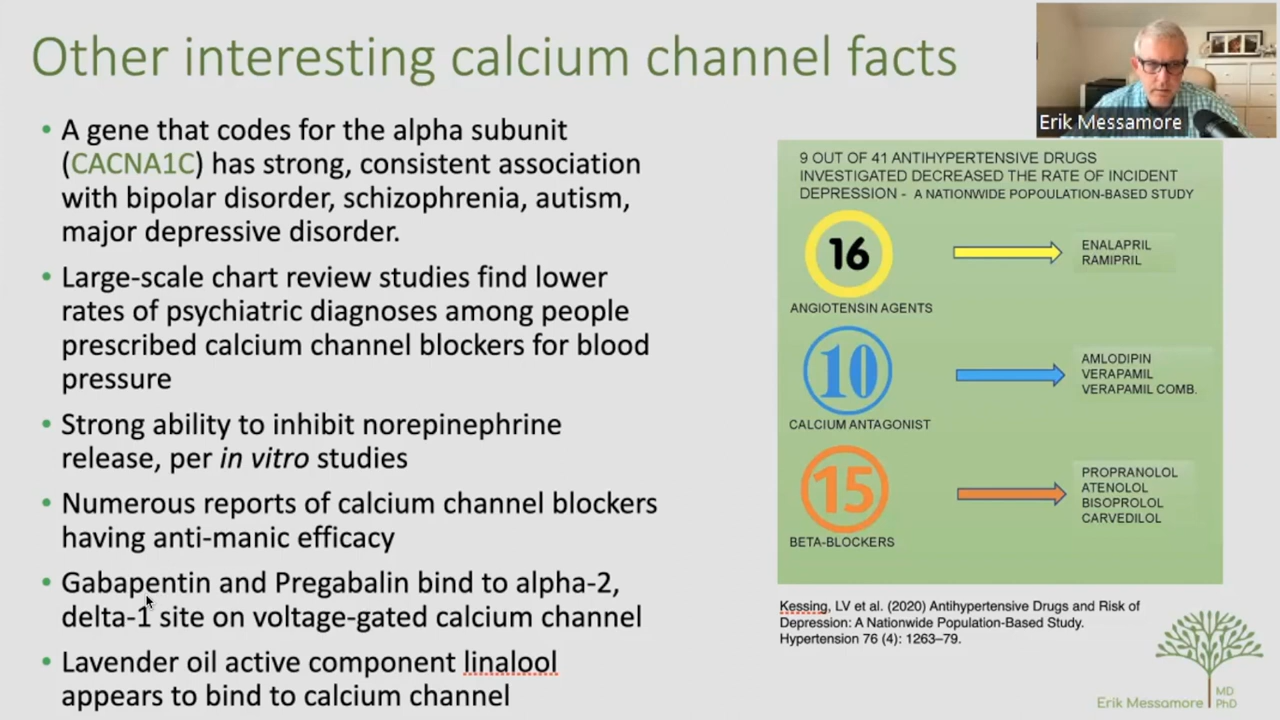 Other interesting calcium channel facts
• A gene that codes for the alpha subunit
(CACNA1C) has strong, consistent association
with bipolar disorder, schizophrenia, autism,
major depressive disorder.
• Large-scale chart review studies find lower
rates of psychiatric diagnoses among people
prescribed calcium channel blockers for blood
pressure
• Strong ability to inhibit norepinephrine
release, per in vitro studies
• Numerous reports of calcium channel blockers
having anti-manic efficacy
• Gabapentin and Pregabalin bind to alpha-2,
delta-1 site on voltage-gated calcium channel
• Lavender oil active component linalool
appears to bind to calcium channel
Erik Messamore
9 OUT OF 41 ANTIHYPERTENSIVE DRUGS
INVESTIGATED DECREASED THE RATE OF INCIDENT
DEPRESSION - A NATIONWIDE POPOULATION-BASED STUDY
16
ANGIOTENSIN AGENTS
ENALAPRIL
RAMIPRIL
10
CALCIUM ANTAGONIST
AMLODIPIN
VERAPAMIL
VERAPAMIL COMB.
15
BETA-BLOCKERS
PROPRANOLOL
ATENOLOL
BISOPROLOL
CARVEDILOL
Kessing, LV et al. (2020) Antihypertensive Drugs and Risk of
Depression: A Nationwide Population-Based Study.
Hypertension 76 (4): 1263–79.
Erik Messamore
MD
PhD